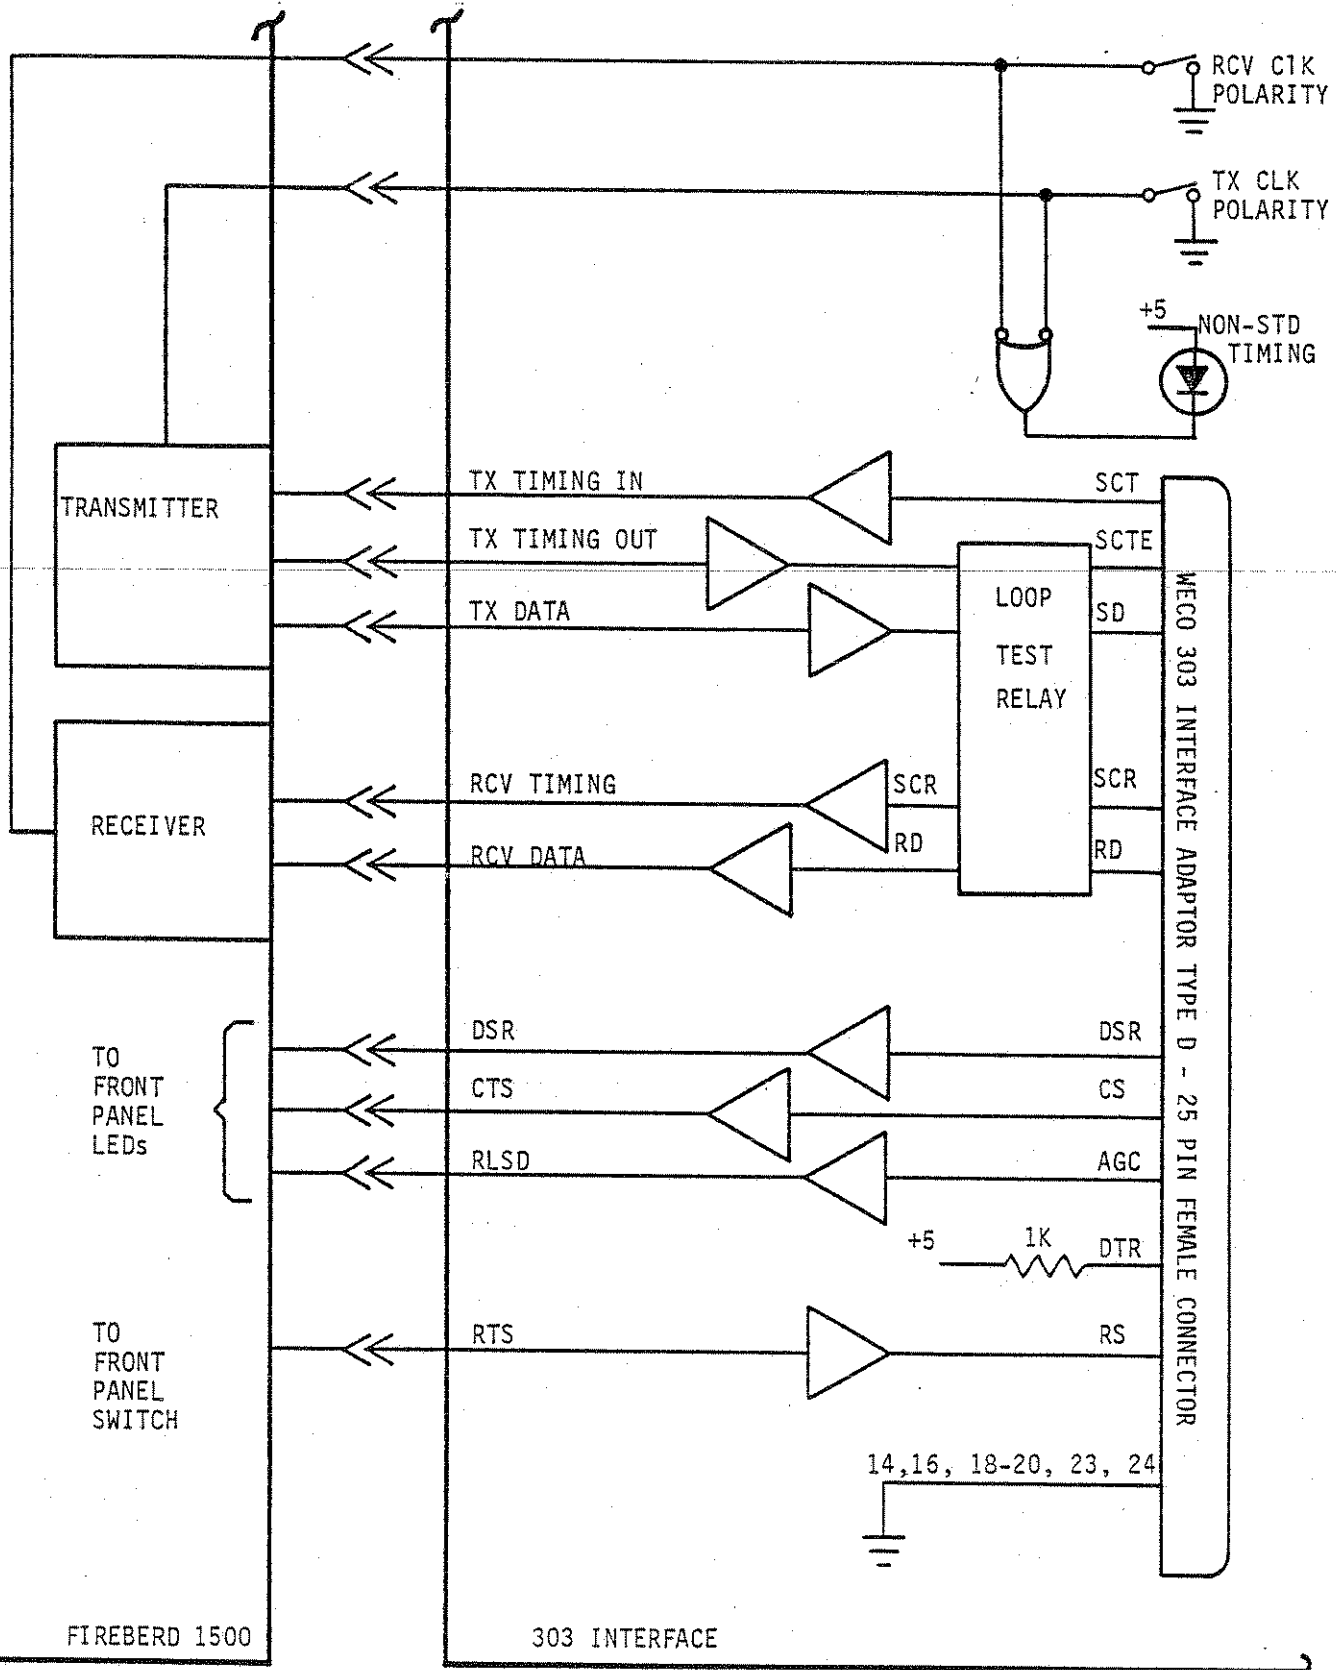 RCV C1K
POLARITY
TX CLK
POLARITY
+5
NON-STD
TIMING
TRANSMITTER
TX TIMING IN
SCT
TX TIMING OUT
SCTE
TX DATA
SD
LOOP
TEST
RELAY
RECEIVER
RCV TIMING
SCR
SCR
RCV DATA
RD
RD
WECO 303 INTERFACE ADAPTOR TYPE D - 25 PIN FEMALE CONNECTOR
TO
FRONT
PANEL
LEDs
DSR
DSR
CTS
CS
RLSD
AGC
+5
1K
DTR
TO
FRONT
PANEL
SWITCH
RTS
RS
14,16, 18-20, 23, 24
FIREBERD 1500
303 INTERFACE